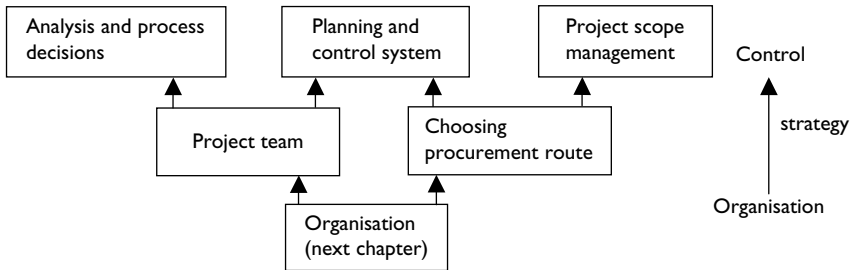 Analysis and process
decisions
Planning and
control system
Project scope
management
Control
Project team
Choosing
procurement route
strategy
Organisation
(next chapter)
Organisation